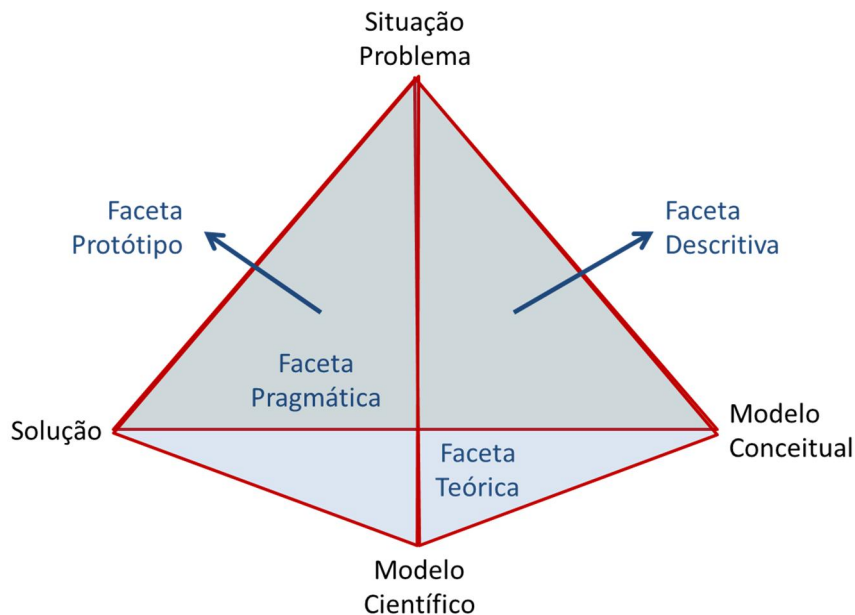 Situação
Problema
Faceta
Protótipo
Faceta
Descritiva
Faceta
Pragmática
Solução
Modelo
Conceitual
Faceta
Teórica
Modelo
Científico